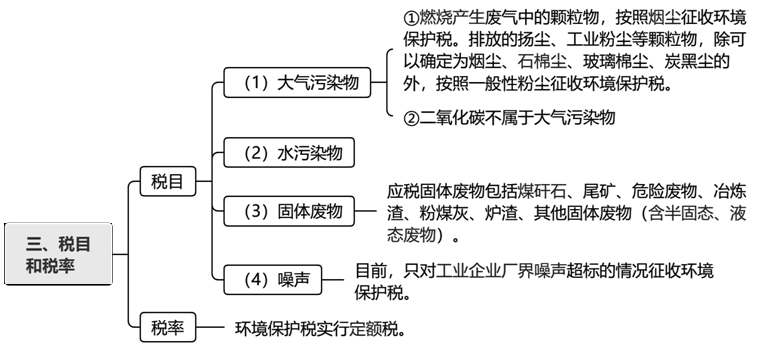 三、税目
和税率
税目
（1）大气污染物
①燃烧产生废气中的颗粒物，按照烟尘征收环境
保护税。排放的扬尘、工业粉尘等颗粒物，除可
以确定为烟尘、石棉尘、玻璃棉尘、炭黑尘的
外，按照一般性粉尘征收环境保护税。
②二氧化碳不属于大气污染物
（2）水污染物
（3）固体废物
应税固体废物包括煤矸石、尾矿、危险废物、冶炼
渣、粉煤灰、炉渣、其他固体废物（含半固态、液
态废物）。
（4）噪声
目前，只对工业企业厂界噪声超标的情况征收环境
保护税。
税率
环境保护税实行定额税。